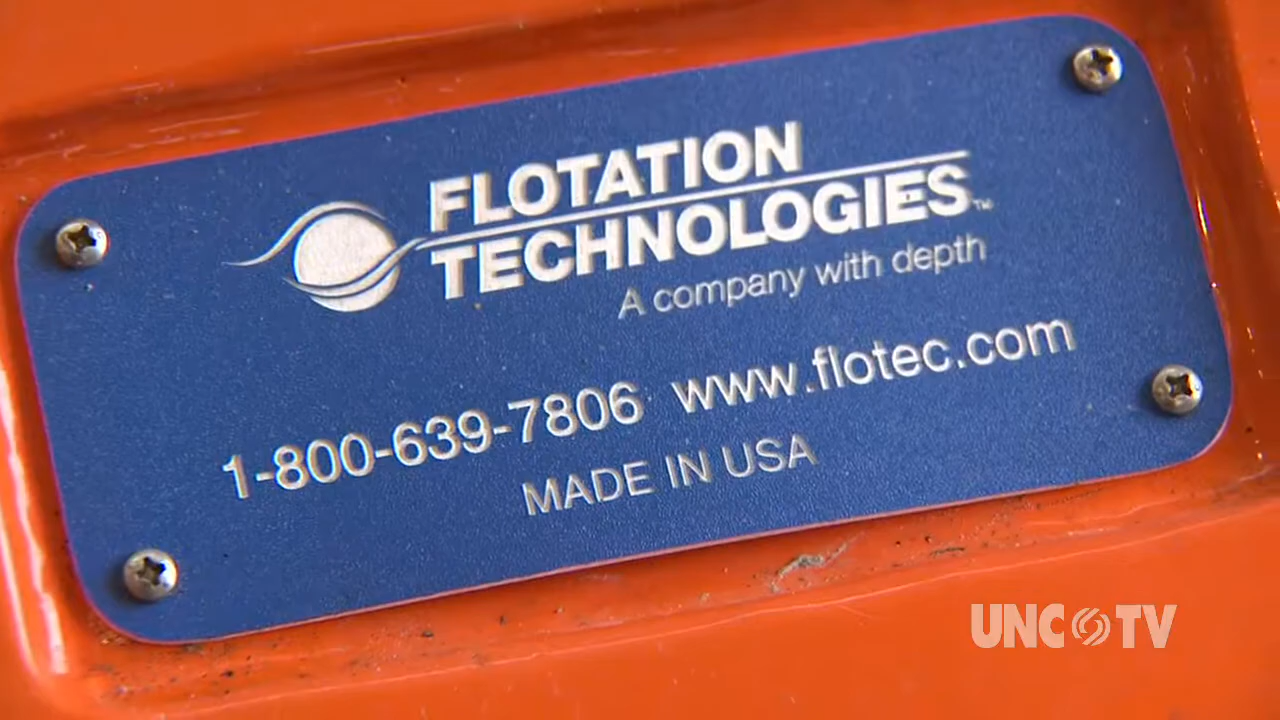 FLOTATION
TECHNOLOGIES™
A company with depth
1-800-639-7806 www.flotec.com
MADE IN USA
UNC TV